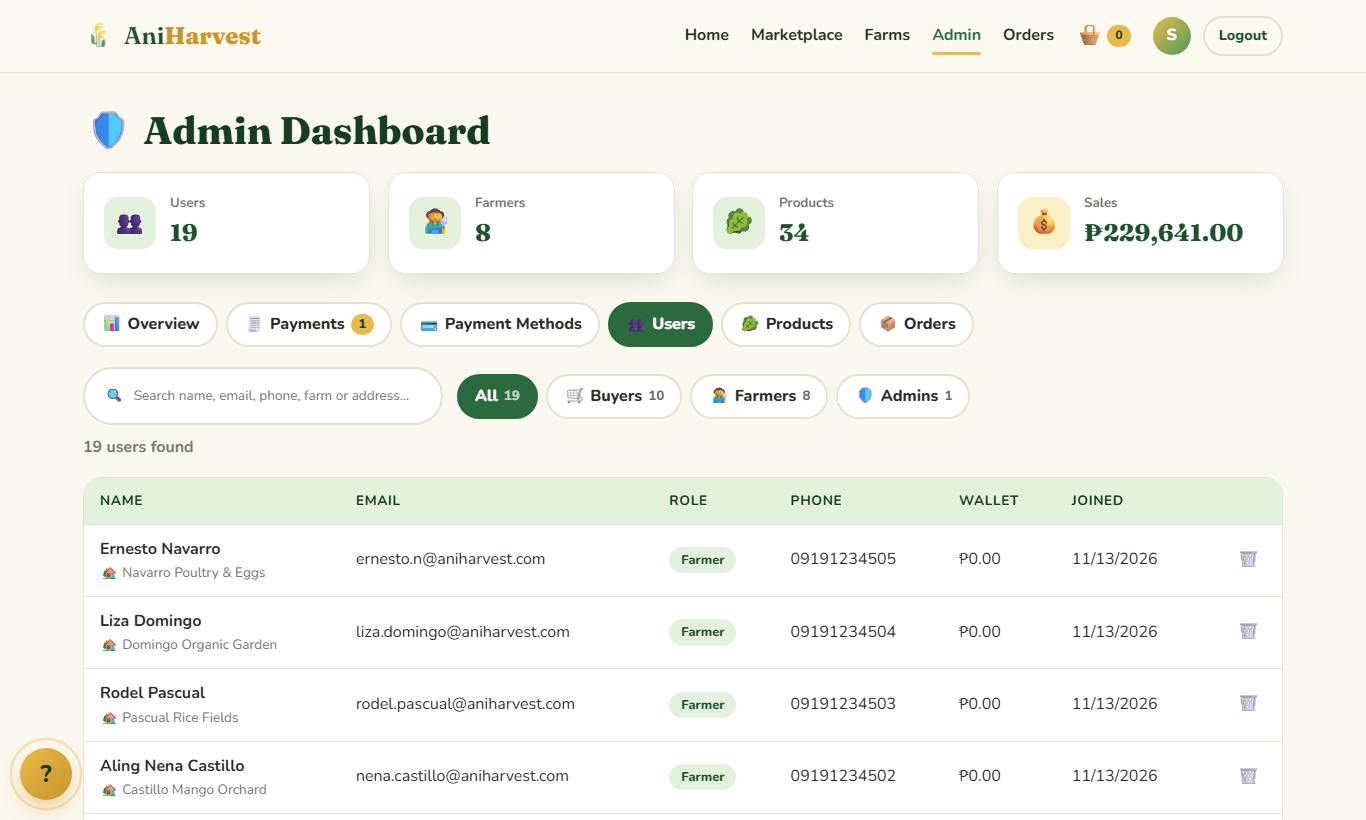 AniHarvest
Home Marketplace Farms Admin Orders 0 S Logout
Admin Dashboard
Users
19
Farmers
8
Products
34
Sales
₱229,641.00
Overview Payments 1 Payment Methods Users Products Orders
Search name, email, phone, farm or address... All 19 Buyers 10 Farmers 8 Admins 1
19 users found
NAME EMAIL ROLE PHONE WALLET JOINED
Ernesto Navarro
Navarro Poultry & Eggs
ernesto.n@aniharvest.com Farmer 09191234505 ₱0.00 11/13/2026
Liza Domingo
Domingo Organic Garden
liza.domingo@aniharvest.com Farmer 09191234504 ₱0.00 11/13/2026
Rodel Pascual
Pascual Rice Fields
rodel.pascual@aniharvest.com Farmer 09191234503 ₱0.00 11/13/2026
Aling Nena Castillo
Castillo Mango Orchard
nena.castillo@aniharvest.com Farmer 09191234502 ₱0.00 11/13/2026
?